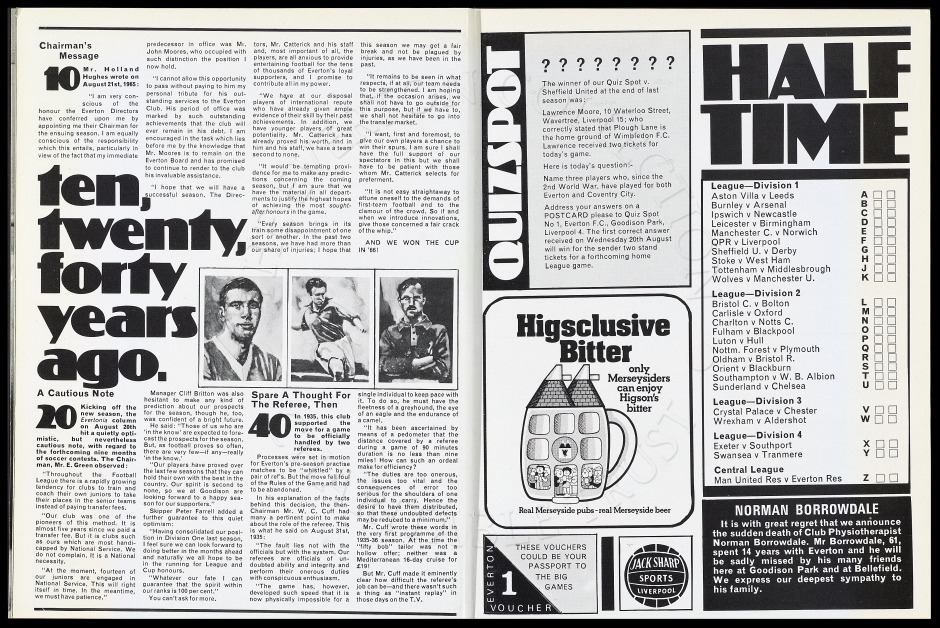 Chairman's
Message
10 Mr. Holland
Hughes wrote on
August 21st, 1965:
"I am very con-
scious of the
honour the Everton Directors
have conferred upon me by
appointing me their Chairman for
the ensuing season. I am equally
conscious of the responsibility
which this entails, particularly in
view of the fact that my immediate
predecessor in office was Mr.
John Moores, who occupied with
such distinction the position I
now hold.
"I cannot allow this opportunity
to pass without paying to him my
personal tribute for his out-
standing services to the Everton
Club. His period of office was
marked by such outstanding
achievements that the club will
ever remain in his debt. I am
encouraged in the task which lies
before me by the knowledge that
Mr. Moores is to remain on the
Everton Board and has promised
to continue to render to the club
his invaluable assistance.
"I hope that we will have a
successful season. The Direc-
tors, Mr. Catterick and his staff
and, most important of all, the
players, are all anxious to provide
entertaining football for the tens
of thousands of Everton's loyal
supporters, and I promise to
contribute all in my power.
"We have at our disposal
players of international repute
who have already given ample
evidence of their skill by their past
achievements. In addition, we
have younger players of great
potentiality. Mr. Catterick has
already proved his worth, and in
him and his staff, we have a team
second to none.
"It would be tempting provi-
dence for me to make any predic-
tions concerning the coming
season, but I am sure that we
have the material in all depart-
ments to justify the highest hopes
of achieving the most sought-
after honours in the game.
"Every season brings in its
train some disappointment of one
sort or another. In the past two
seasons, we have had more than
our share of injuries; I hope that
this season we may get a fair
break and not be plagued by
injuries, as we have been in the
past.
"It remains to be seen in what
respects, if at all, our team needs
to be strengthened. I am hoping
that, if the occasion arises, we
shall not have to go outside for
this purpose, but if we have to,
we shall not hesitate to go into
the transfer market.
"I want, first and foremost, to
give our own players a chance to
win their spurs. I am sure I shall
have the full support of our
spectators in this but we shall
have to be patient with those
whom Mr. Catterick selects for
preferment.
"It is not easy straightaway to
attune oneself to the demands of
first-team football and to the
clamour of the crowd. So if and
when we introduce innovations,
give those concerned a fair crack
of the whip."
AND WE WON THE CUP
IN '66!
ten,
twenty,
forty
years
ago.
A Cautious Note
20 Kicking off the
new season, the
Evertonia column
on August 20th
hit a quietly opti-
mistic, but nevertheless
cautious note, with regard to
the forthcoming nine months
of soccer contests. The Chair-
man, Mr. E. Green observed:
"Throughout the Football
League there is a rapidly growing
tendency for clubs to train and
coach their own juniors to take
their places in the senior teams
instead of paying transfer fees.
"Our club was one of the
pioneers of this method. It is
almost five years since we paid a
transfer fee. But it is clubs such
as ours which are most handi-
capped by National Service. We
do not complain. It is a National
necessity.
"At the moment, fourteen of
our juniors are engaged in
National Service. This will right
itself in time. In the meantime,
we must have patience."
Manager Cliff Britton was also
hesitant to make any kind of
prediction about our prospects
for the season, though he, too,
was confident of a bright future.
He said: "Those of us who are
'in the know' are expected to fore-
cast the prospects for the season.
But, as football proves so often,
there are very few—if any—really
'in the know.'
"Our players have proved over
the last few seasons that they can
hold their own with the best in the
country. Our spirit is second to
none, so we at Goodison are
looking forward to a happy sea-
son for our supporters."
Skipper Peter Farrell added a
further guarantee to this quiet
optimism:
"Having consolidated our posi-
tion in Division One last season,
I feel sure we can look forward to
doing better in the months ahead
and naturally we all hope to be
in the running for League and
Cup honours.
"Whatever our fate I can
guarantee that the spirit within
our ranks is 100 per cent."
You can't ask for more.
Spare A Thought For
The Referee, Then
40 In 1935, this club
supported the
move for a game
to be officially
handled by two
referees.
Processes were set in motion
for Everton's pre-season practise
matches to be "whistled" by a
pair of ref's. But the move fell foul
of the Rules of the Game and had
to be abandoned.
In his explanation of the facts
behind this decision, the then-
Chairman Mr. W. C. Cuff had
many a pertinent point to make
about the role of the referee. This
is what he said on August 31st,
1935:
"The fault lies not with the
officials but with the system. Our
referees are officials of un-
doubted ability and integrity and
perform their onerous duties
with conspicuous enthusiasm.
"The game has, however,
developed such speed that it is
now physically impossible for a
single individual to keep pace with
it. To do so, he must have the
fleetness of a greyhound, the eye
of an eagle and the endurance of
a camel.
"It has been ascertained by
means of a pedometer that the
distance covered by a referee
during a game of 90 minutes
duration is no less than nine
miles! How can such an ordeal
make for efficiency?
"The duties are too onerous,
the issues too vital and the
consequences of error too
serious for the shoulders of one
individual to carry. Hence the
desire to have them distributed,
so that these undoubted defects
may be reduced to a minimum."
Mr. Cuff wrote these words in
the very first programme of the
1935-36 season. At the time the
"fifty bob" tailor was not a
hollow offer; neither was a
Mediterranean 16-day cruise for
£19!
But Mr. Cuff made it eminently
clear how difficult the referee's
job can be—and there wasn't such
a thing as "instant replay" in
those days on the T.V.
QUIZSPOT
? ? ? ? ? ? ? ?
The winner of our Quiz Spot v.
Sheffield United at the end of last
season was:-
Lawrence Moore, 10 Waterloo Street,
Wavertree, Liverpool 15; who
correctly stated that Plough Lane is
the home ground of Wimbledon F.C.
Lawrence received two tickets for
today's game.
Here is today's question:-
Name three players who, since the
2nd World War, have played for both
Everton and Coventry City.
Address your answers on a
POSTCARD please to Quiz Spot
No 1, Everton F.C., Goodison Park,
Liverpool 4. The first correct answer
received on Wednesday 20th August
will win for the sender two stand
tickets for a forthcoming home
League game.
Higsclusive
Bitter
only
Merseysiders
can enjoy
Higson's
bitter
Real Merseyside pubs-real Merseyside beer
EVERTON
1
VOUCHER
THESE VOUCHERS
COULD BE YOUR
PASSPORT TO
THE BIG
GAMES
JACK SHARP
SPORTS
LIVERPOOL
HALF
TIME
League—Division 1
Aston Villa v Leeds A
Burnley v Arsenal B
Ipswich v Newcastle C
Leicester v Birmingham D
Manchester C. v Norwich E
QPR v Liverpool F
Sheffield U. v Derby G
Stoke v West Ham H
Tottenham v Middlesbrough J
Wolves v Manchester U. K
League—Division 2
Bristol C. v Bolton L
Carlisle v Oxford M
Charlton v Notts C. N
Fulham v Blackpool O
Luton v Hull P
Nottm. Forest v Plymouth Q
Oldham v Bristol R. R
Orient v Blackburn S
Southampton v W. B. Albion T
Sunderland v Chelsea U
League—Division 3
Crystal Palace v Chester V
Wrexham v Aldershot W
League—Division 4
Exeter v Southport X
Swansea v Tranmere Y
Central League
Man United Res v Everton Res Z
NORMAN BORROWDALE
It is with great regret that we announce
the sudden death of Club Physiotherapist
Norman Borrowdale. Mr Borrowdale, 61,
spent 14 years with Everton and he will
be sadly missed by his many friends
here at Goodison Park and at Bellefield.
We express our deepest sympathy to
his family.